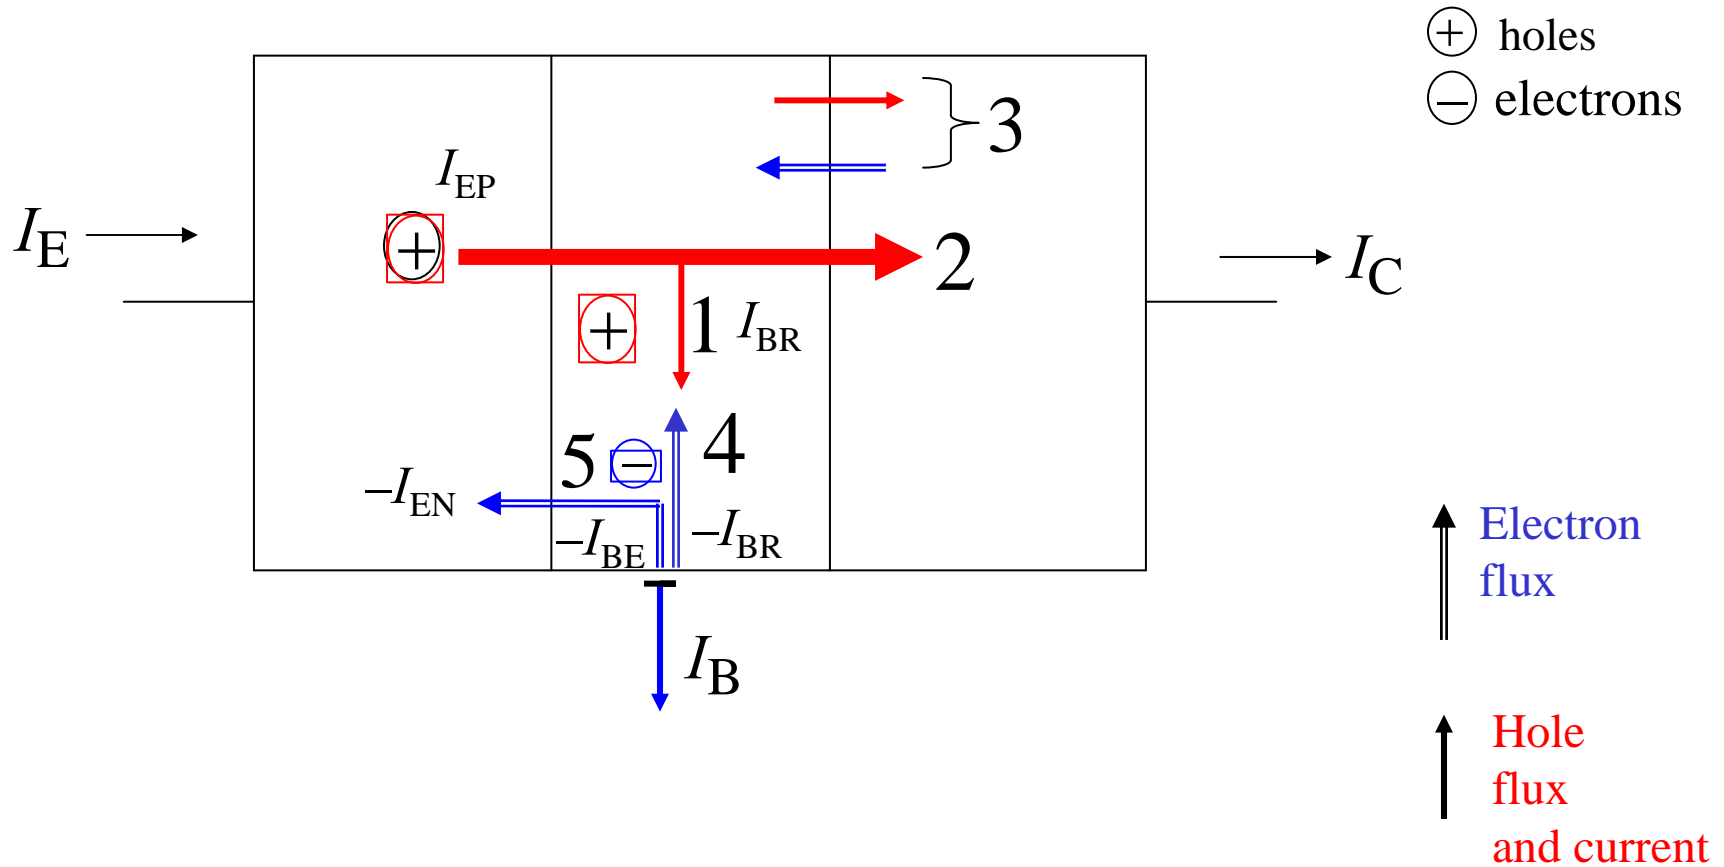 + holes
− electrons
3
I_EP
I_E
+
2
I_C
+
1 I_BR
5
−
4
−I_EN
−I_BE
−I_BR
Electron
flux
I_B
Hole
flux
and current